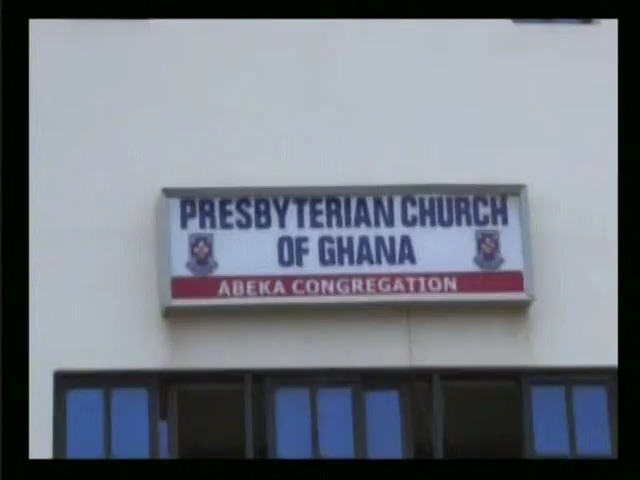 PRESBYTERIAN CHURCH
OF GHANA
ABEKA CONGREGATION